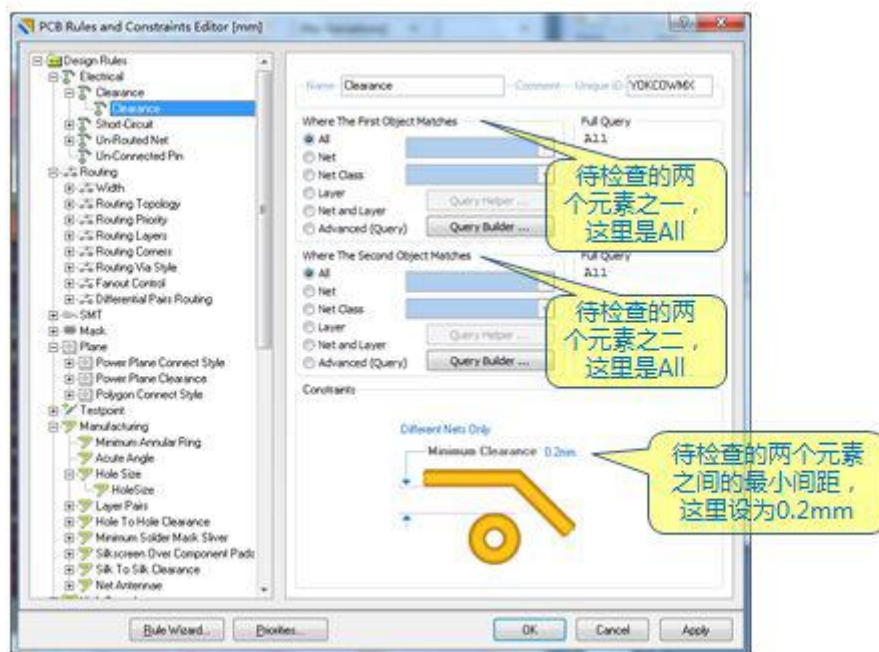 PCB Rules and Constraints Editor [mm]
Design Rules
Electrical
Clearance
Clearance
Short-Circuit
Un-Routed Net
Un-Connected Pin
Routing
Width
Routing Topology
Routing Priority
Routing Layers
Routing Corners
Routing Via Style
Fanout Control
Differential Pairs Routing
SMT
Mask
Plane
Power Plane Connect Style
Power Plane Clearance
Polygon Connect Style
Testpoint
Manufacturing
Minimum Annular Ring
Acute Angle
Hole Size
HoleSize
Layer Pairs
Hole To Hole Clearance
Minimum Solder Mask Sliver
Silkscreen Over Component Pads
Silk To Silk Clearance
Net Antennae
Name Clearance Comment Unique ID YOKCOWMX
Where The First Object Matches
All
Net
Net Class
Layer
Net and Layer
Advanced (Query)
Query Helper ...
Query Builder ...
Full Query
All
待检查的两
个元素之一，
这里是All
Where The Second Object Matches
All
Net
Net Class
Layer
Net and Layer
Advanced (Query)
Query Helper ...
Query Builder ...
Full Query
All
待检查的两
个元素之二，
这里是All
Constraints
Different Nets Only
Minimum Clearance 0.2mm
待检查的两个元素
之间的最小间距，
这里设为0.2mm
Rule Wizard...
Priorities...
OK
Cancel
Apply